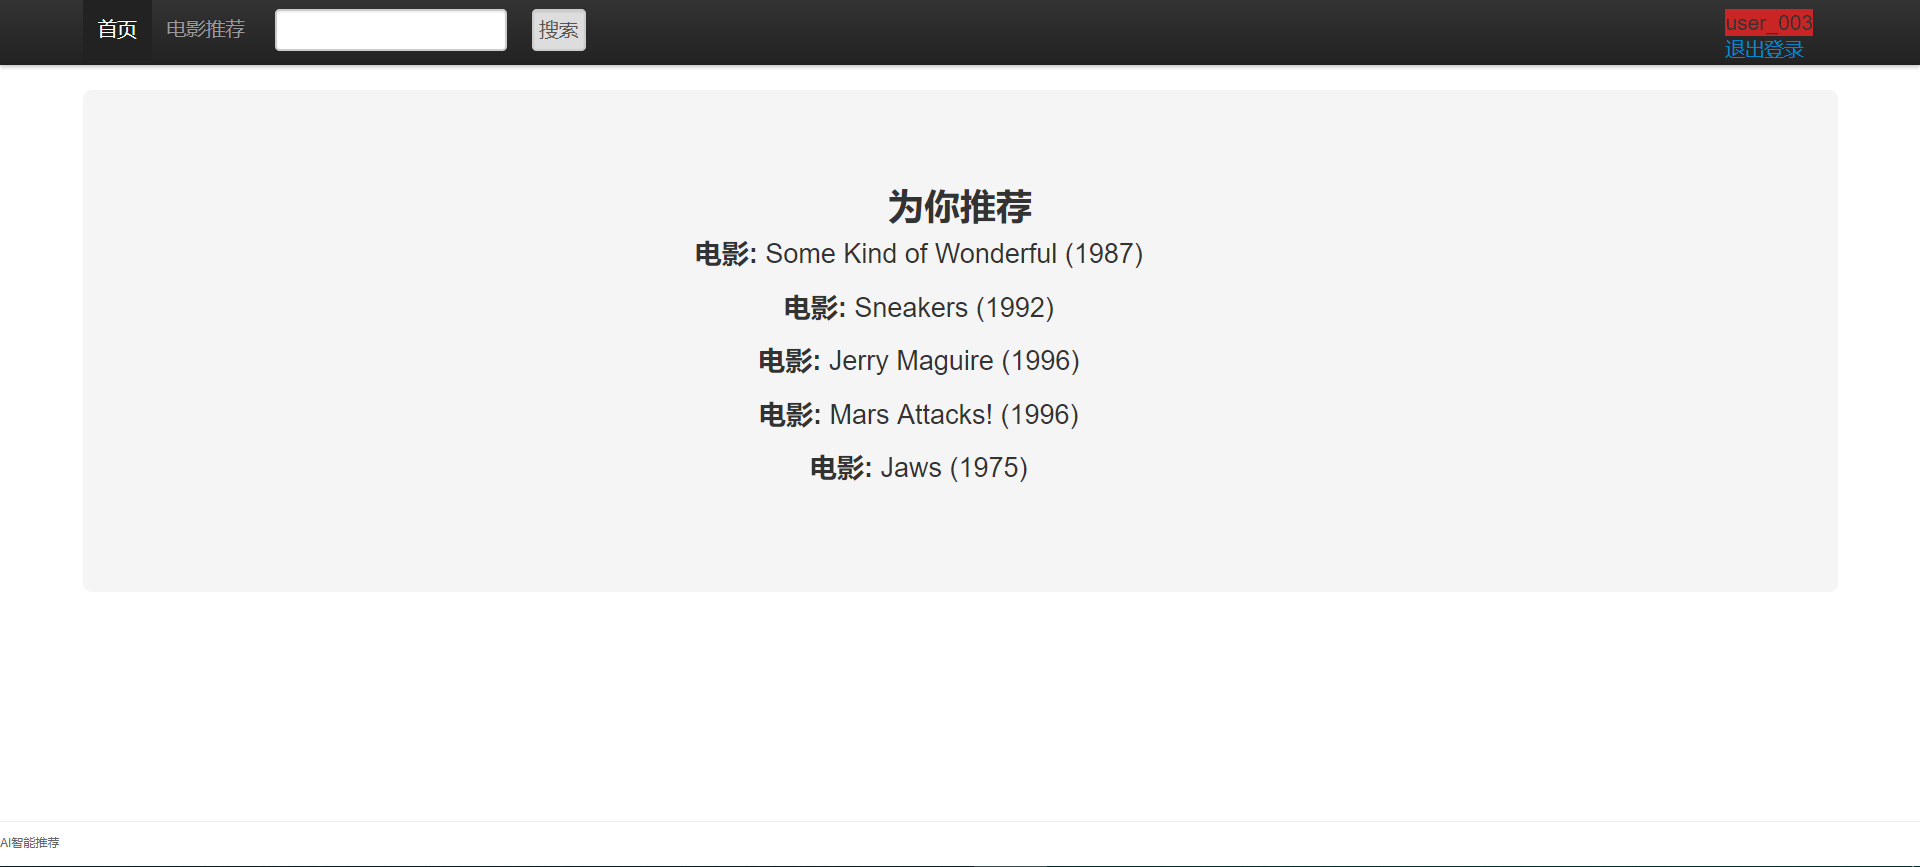 首页 电影推荐 搜索 user_003
退出登录
为你推荐
电影: Some Kind of Wonderful (1987)
电影: Sneakers (1992)
电影: Jerry Maguire (1996)
电影: Mars Attacks! (1996)
电影: Jaws (1975)
AI智能推荐